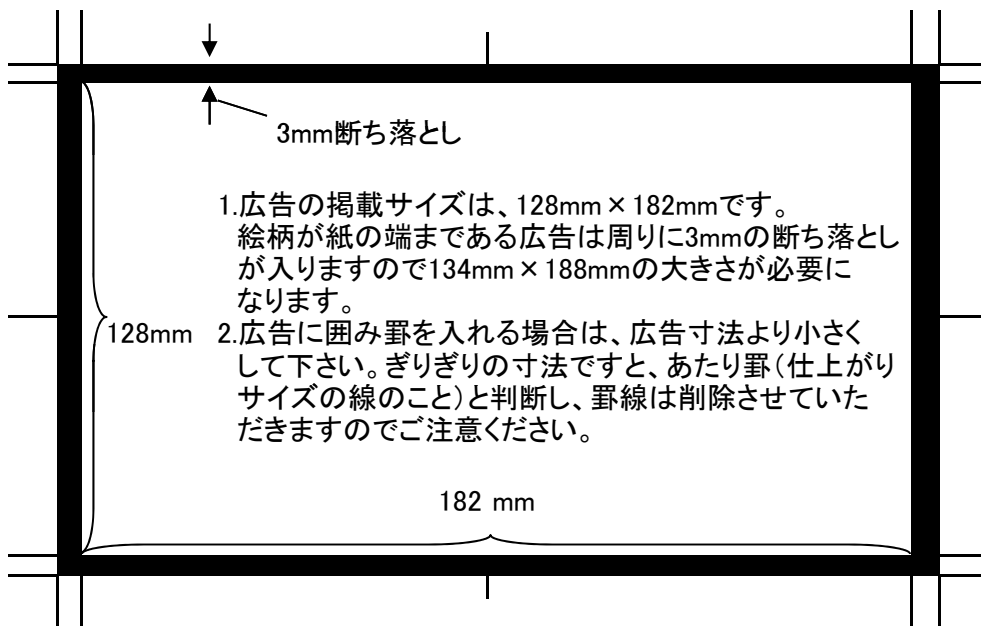 3mm断ち落とし
1.広告の掲載サイズは、128mm×182mmです。
絵柄が紙の端まである広告は周りに3mmの断ち落とし
が入りますので134mm×188mmの大きさが必要に
なります。
128mm
2.広告に囲み罫を入れる場合は、広告寸法より小さく
して下さい。ぎりぎりの寸法ですと、あたり罫(仕上がり
サイズの線のこと)と判断し、罫線は削除させていた
だきますのでご注意ください。
182 mm